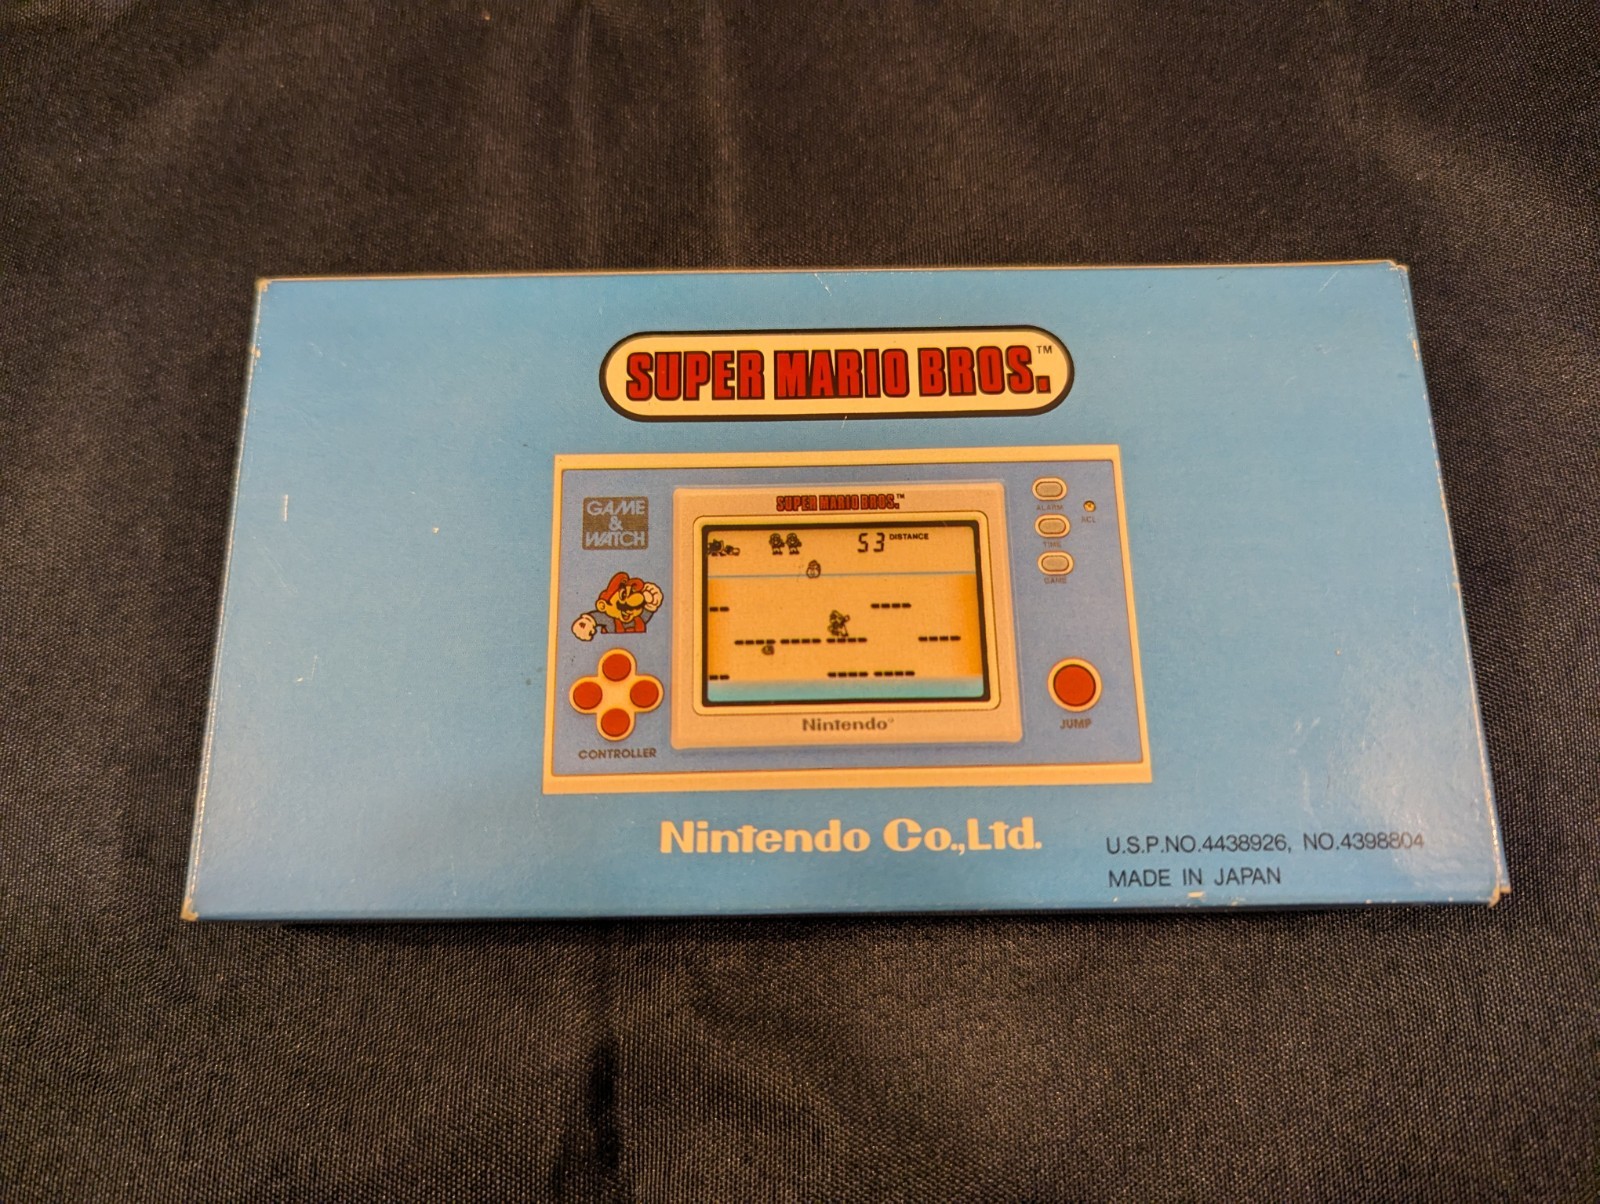 SUPER MARIO BROS.™
GAME
&
WATCH
SUPER MARIO BROS.™
53 DISTANCE
ALARM
ACL
TIME
GAME
Nintendo®
CONTROLLER
JUMP
Nintendo Co.,Ltd.
U.S.P.NO.4438926, NO.4398804
MADE IN JAPAN